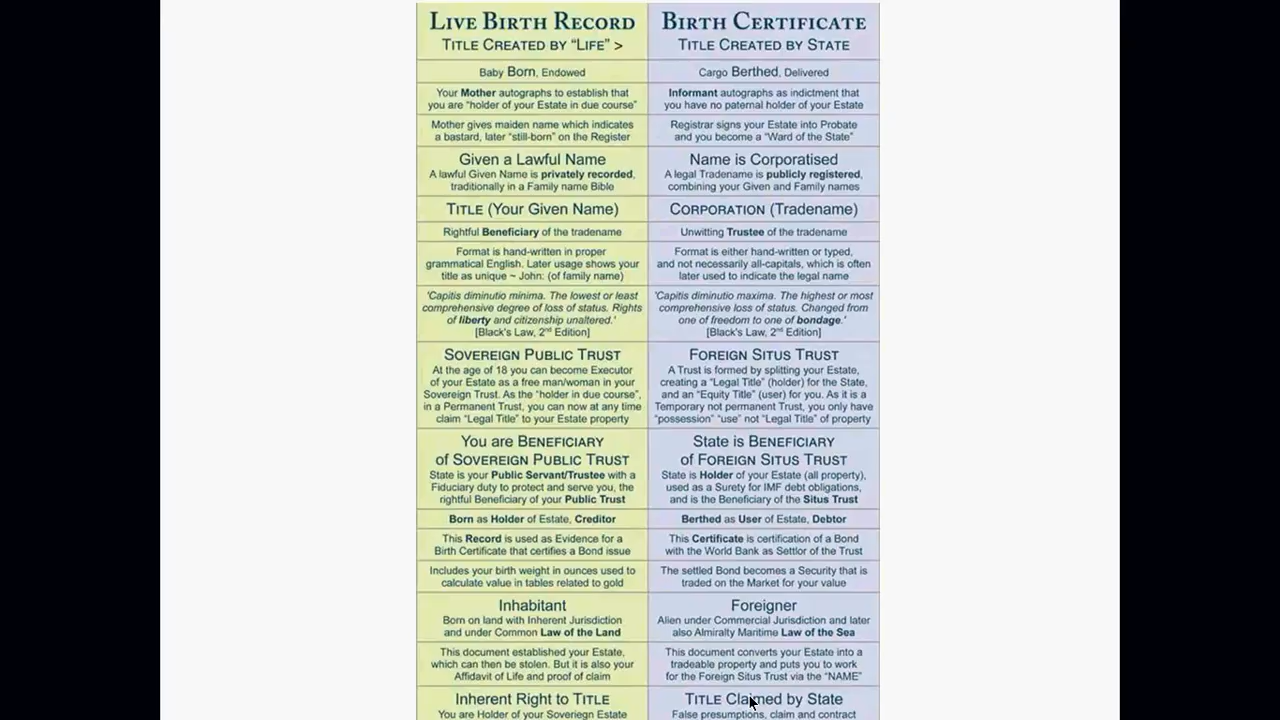 LIVE BIRTH RECORD
TITLE CREATED BY “LIFE” >
Baby Born, Endowed
Your Mother autographs to establish that
you are “holder of your Estate in due course”
Mother gives maiden name which indicates
a bastard, later “still-born” on the Register
Given a Lawful Name
A lawful Given Name is privately recorded,
traditionally in a Family name Bible
TITLE (Your Given Name)
Rightful Beneficiary of the tradename
Format is hand-written in proper
grammatical English. Later usage shows your
title as unique ~ John: (of family name)
'Capitis diminutio minima. The lowest or least
comprehensive degree of loss of status. Rights
of liberty and citizenship unaltered.'
[Black's Law, 2nd Edition]
SOVEREIGN PUBLIC TRUST
At the age of 18 you can become Executor
of your Estate as a free man/woman in your
Sovereign Trust. As the “holder in due course”,
in a Permanent Trust, you can now at any time
claim “Legal Title” to your Estate property
You are BENEFICIARY
of SOVEREIGN PUBLIC TRUST
State is your Public Servant/Trustee with a
Fiduciary duty to protect and serve you, the
rightful Beneficiary of your Public Trust
Born as Holder of Estate, Creditor
This Record is used as Evidence for a
Birth Certificate that certifies a Bond issue
Includes your birth weight in ounces used to
calculate value in tables related to gold
Inhabitant
Born on land with Inherent Jurisdiction
and under Common Law of the Land
This document established your Estate,
which can then be stolen. But it is also your
Affidavit of Life and proof of claim
Inherent Right to TITLE
You are Holder of your Soveriegn Estate
BIRTH CERTIFICATE
TITLE CREATED BY STATE
Cargo Berthed, Delivered
Informant autographs as indictment that
you have no paternal holder of your Estate
Registrar signs your Estate into Probate
and you become a “Ward of the State”
Name is Corporatised
A legal Tradename is publicly registered,
combining your Given and Family names
CORPORATION (Tradename)
Unwitting Trustee of the tradename
Format is either hand-written or typed,
and not necessarily all-capitals, which is often
later used to indicate the legal name
'Capitis diminutio maxima. The highest or most
comprehensive loss of status. Changed from
one of freedom to one of bondage.'
[Black's Law, 2nd Edition]
FOREIGN SITUS TRUST
A Trust is formed by splitting your Estate,
creating a “Legal Title” (holder) for the State,
and an “Equity Title” (user) for you. As it is a
Temporary not permanent Trust, you only have
“possession” “use” not “Legal Title” of property
State is BENEFICIARY
of FOREIGN SITUS TRUST
State is Holder of your Estate (all property),
used as a Surety for IMF debt obligations,
and is the Beneficiary of the Situs Trust
Berthed as User of Estate, Debtor
This Certificate is certification of a Bond
with the World Bank as Settlor of the Trust
The settled Bond becomes a Security that is
traded on the Market for your value
Foreigner
Alien under Commercial Jurisdiction and later
also Almiralty Maritime Law of the Sea
This document converts your Estate into a
tradeable property and puts you to work
for the Foreign Situs Trust via the “NAME”
TITLE Claimed by State
False presumptions, claim and contract